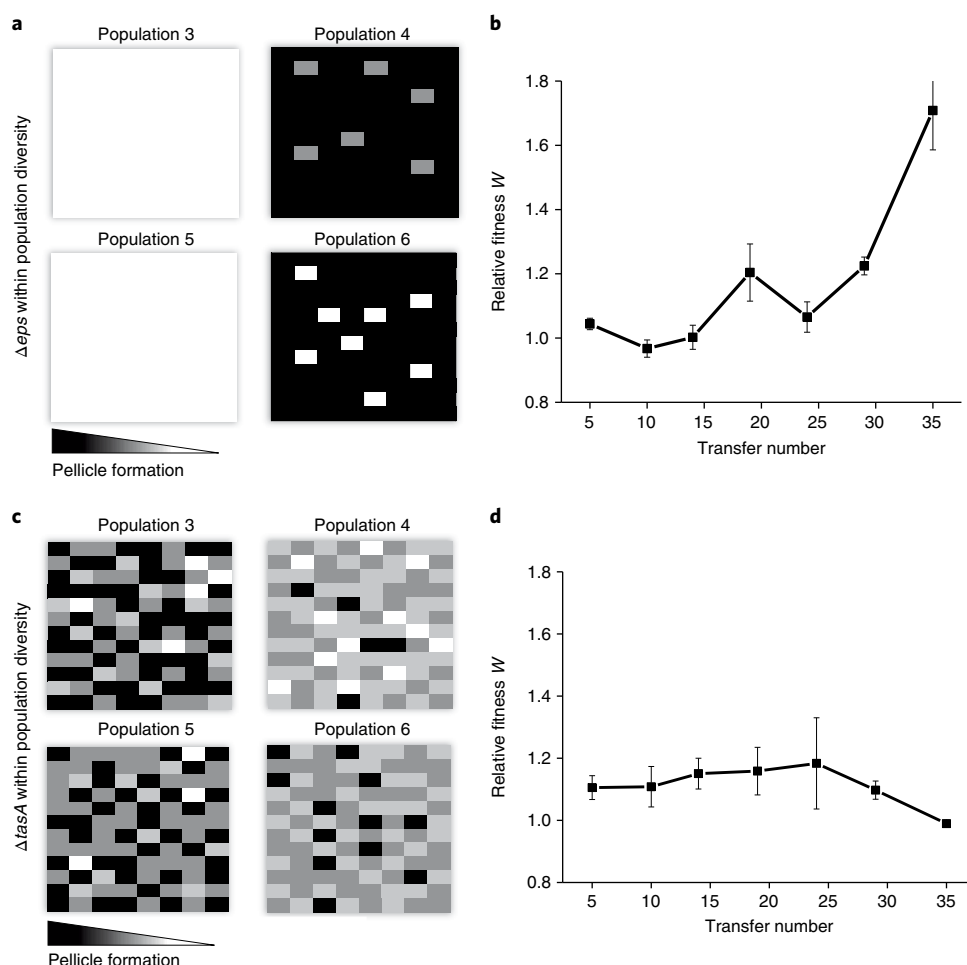 a
Population 3
Population 4
Δeps within population diversity
Population 5
Population 6
Pellicle formation
b
1.8
1.6
1.4
1.2
1.0
0.8
Relative fitness W
5 10 15 20 25 30 35
Transfer number
c
Population 3
Population 4
ΔtasA within population diversity
Population 5
Population 6
Pellicle formation
d
1.8
1.6
1.4
1.2
1.0
0.8
Relative fitness W
5 10 15 20 25 30 35
Transfer number